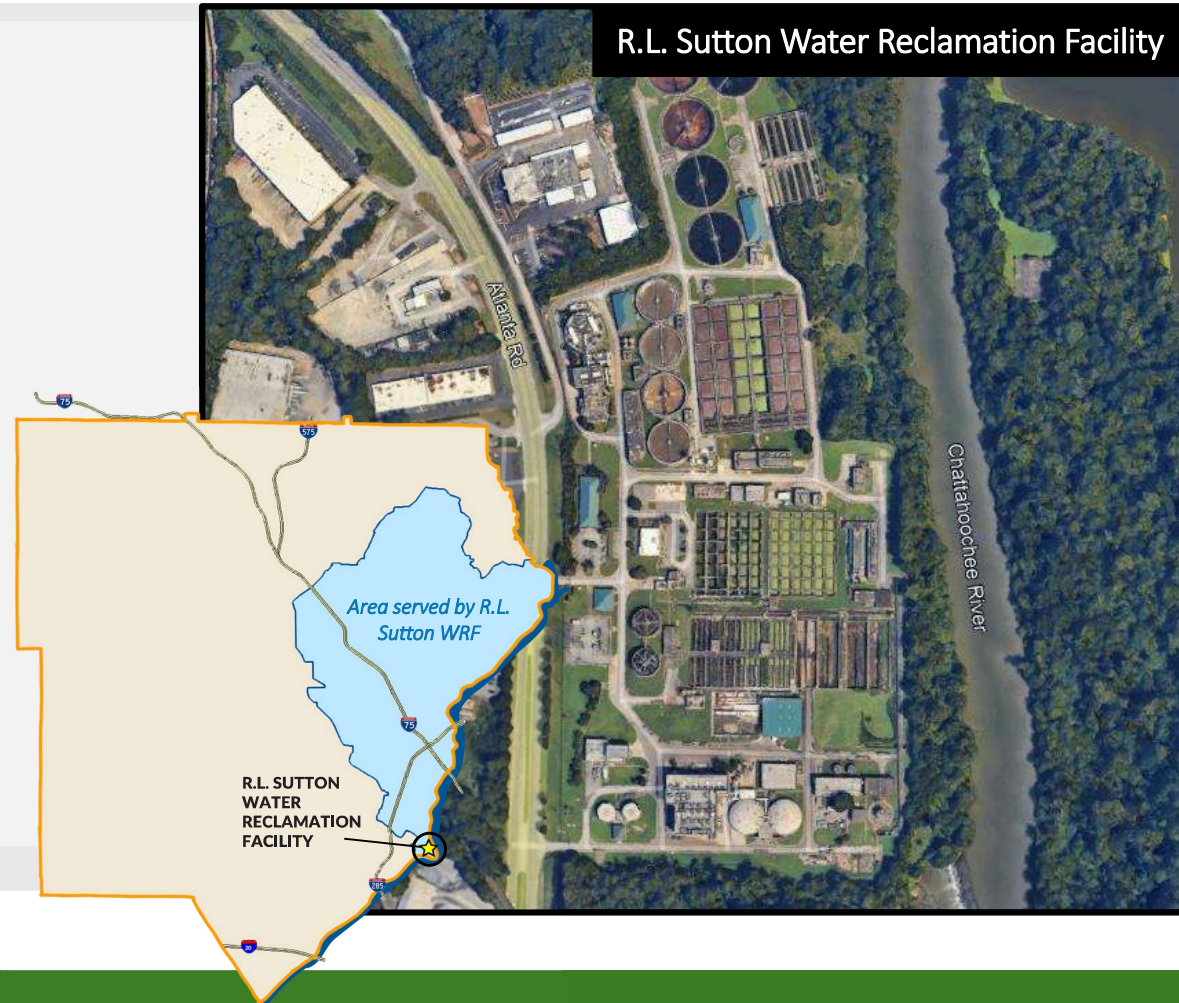 R.L. Sutton Water Reclamation Facility
Atlanta Rd
75
575
Chattahoochee River
Area served by R.L.
Sutton WRF
75
R.L. SUTTON
WATER
RECLAMATION
FACILITY
285
20